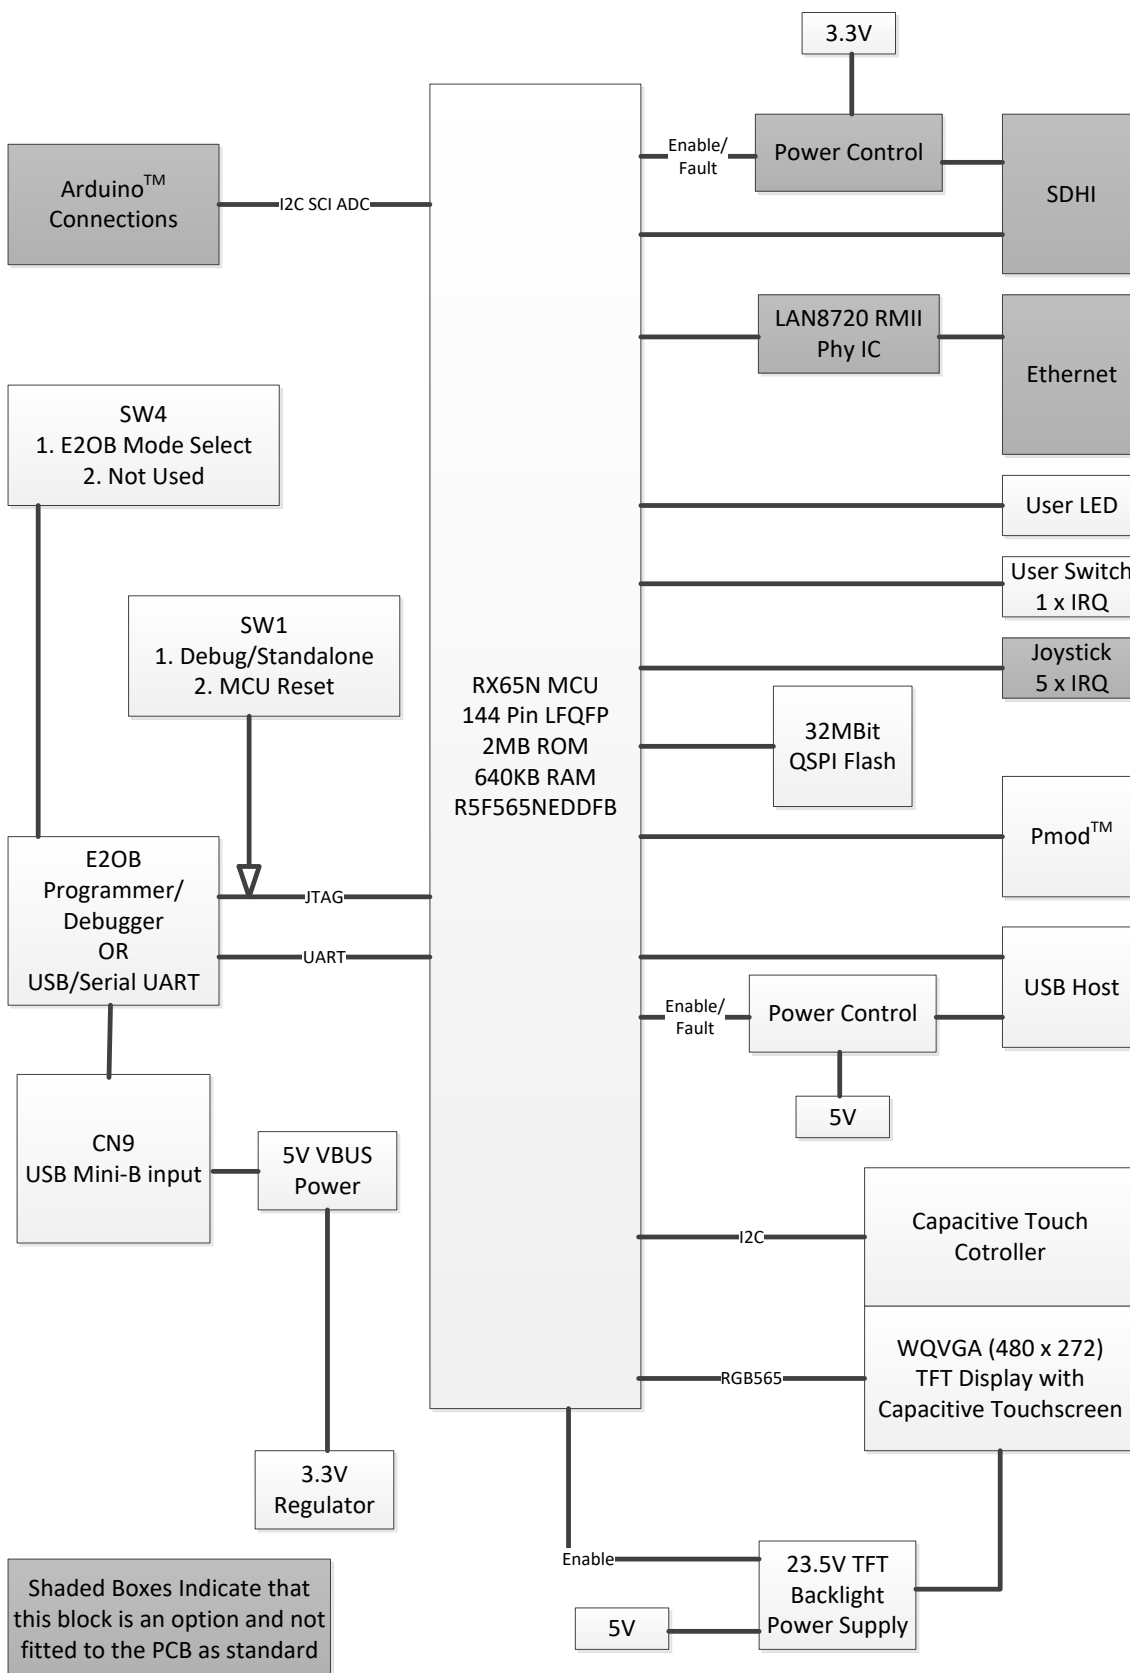 3.3V
Enable/
Fault
Power Control
SDHI
Arduino™
Connections
I2C SCI ADC
LAN8720 RMII
Phy IC
Ethernet
SW4
1. E2OB Mode Select
2. Not Used
User LED
User Switch
1 x IRQ
SW1
1. Debug/Standalone
2. MCU Reset
Joystick
5 x IRQ
RX65N MCU
144 Pin LFQFP
2MB ROM
640KB RAM
R5F565NEDDFB
32MBit
QSPI Flash
Pmod™
E2OB
Programmer/
Debugger
OR
USB/Serial UART
JTAG
UART
USB Host
Enable/
Fault
Power Control
5V
CN9
USB Mini-B input
5V VBUS
Power
Capacitive Touch
Cotroller
I2C
WQVGA (480 x 272)
TFT Display with
Capacitive Touchscreen
RGB565
3.3V
Regulator
Enable
23.5V TFT
Backlight
Power Supply
5V
Shaded Boxes Indicate that
this block is an option and not
fitted to the PCB as standard